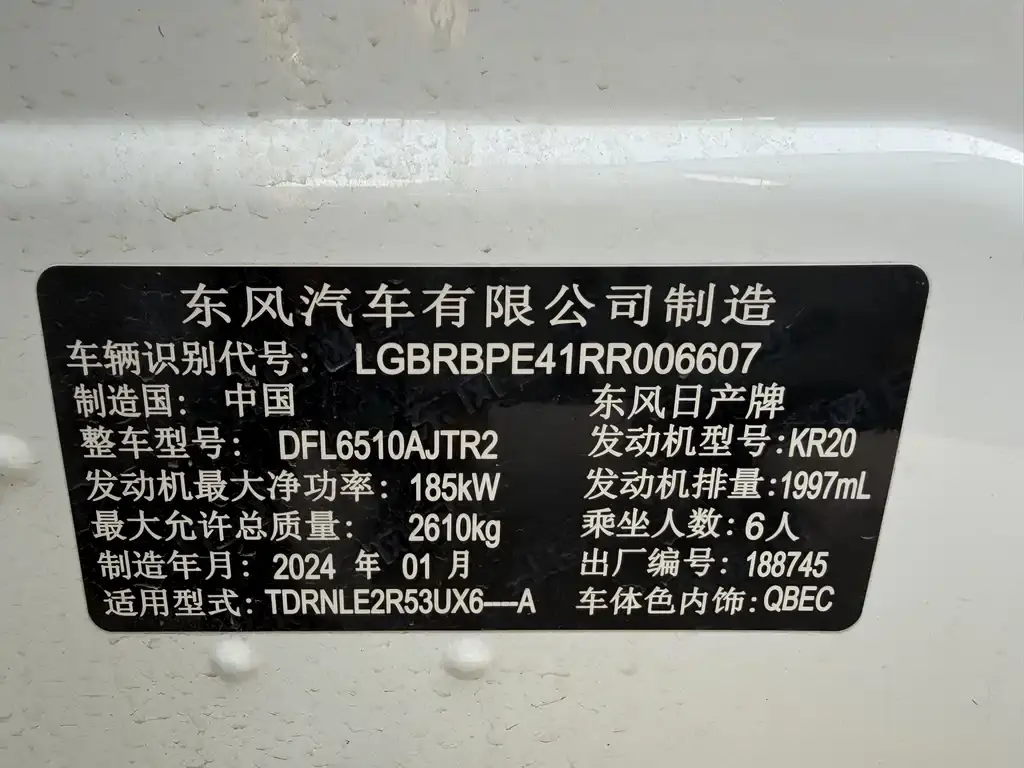 东风汽车有限公司制造
车辆识别代号： LGBRBPE41RR006607
制造国： 中国 东风日产牌
整车型号： DFL6510AJTR2 发动机型号：KR20
发动机最大净功率： 185kW 发动机排量：1997mL
最大允许总质量： 2610kg 乘坐人数：6人
制造年月： 2024 年 01 月 出厂编号： 188745
适用型式：TDRNLE2R53UX6----A 车体色内饰：QBEC